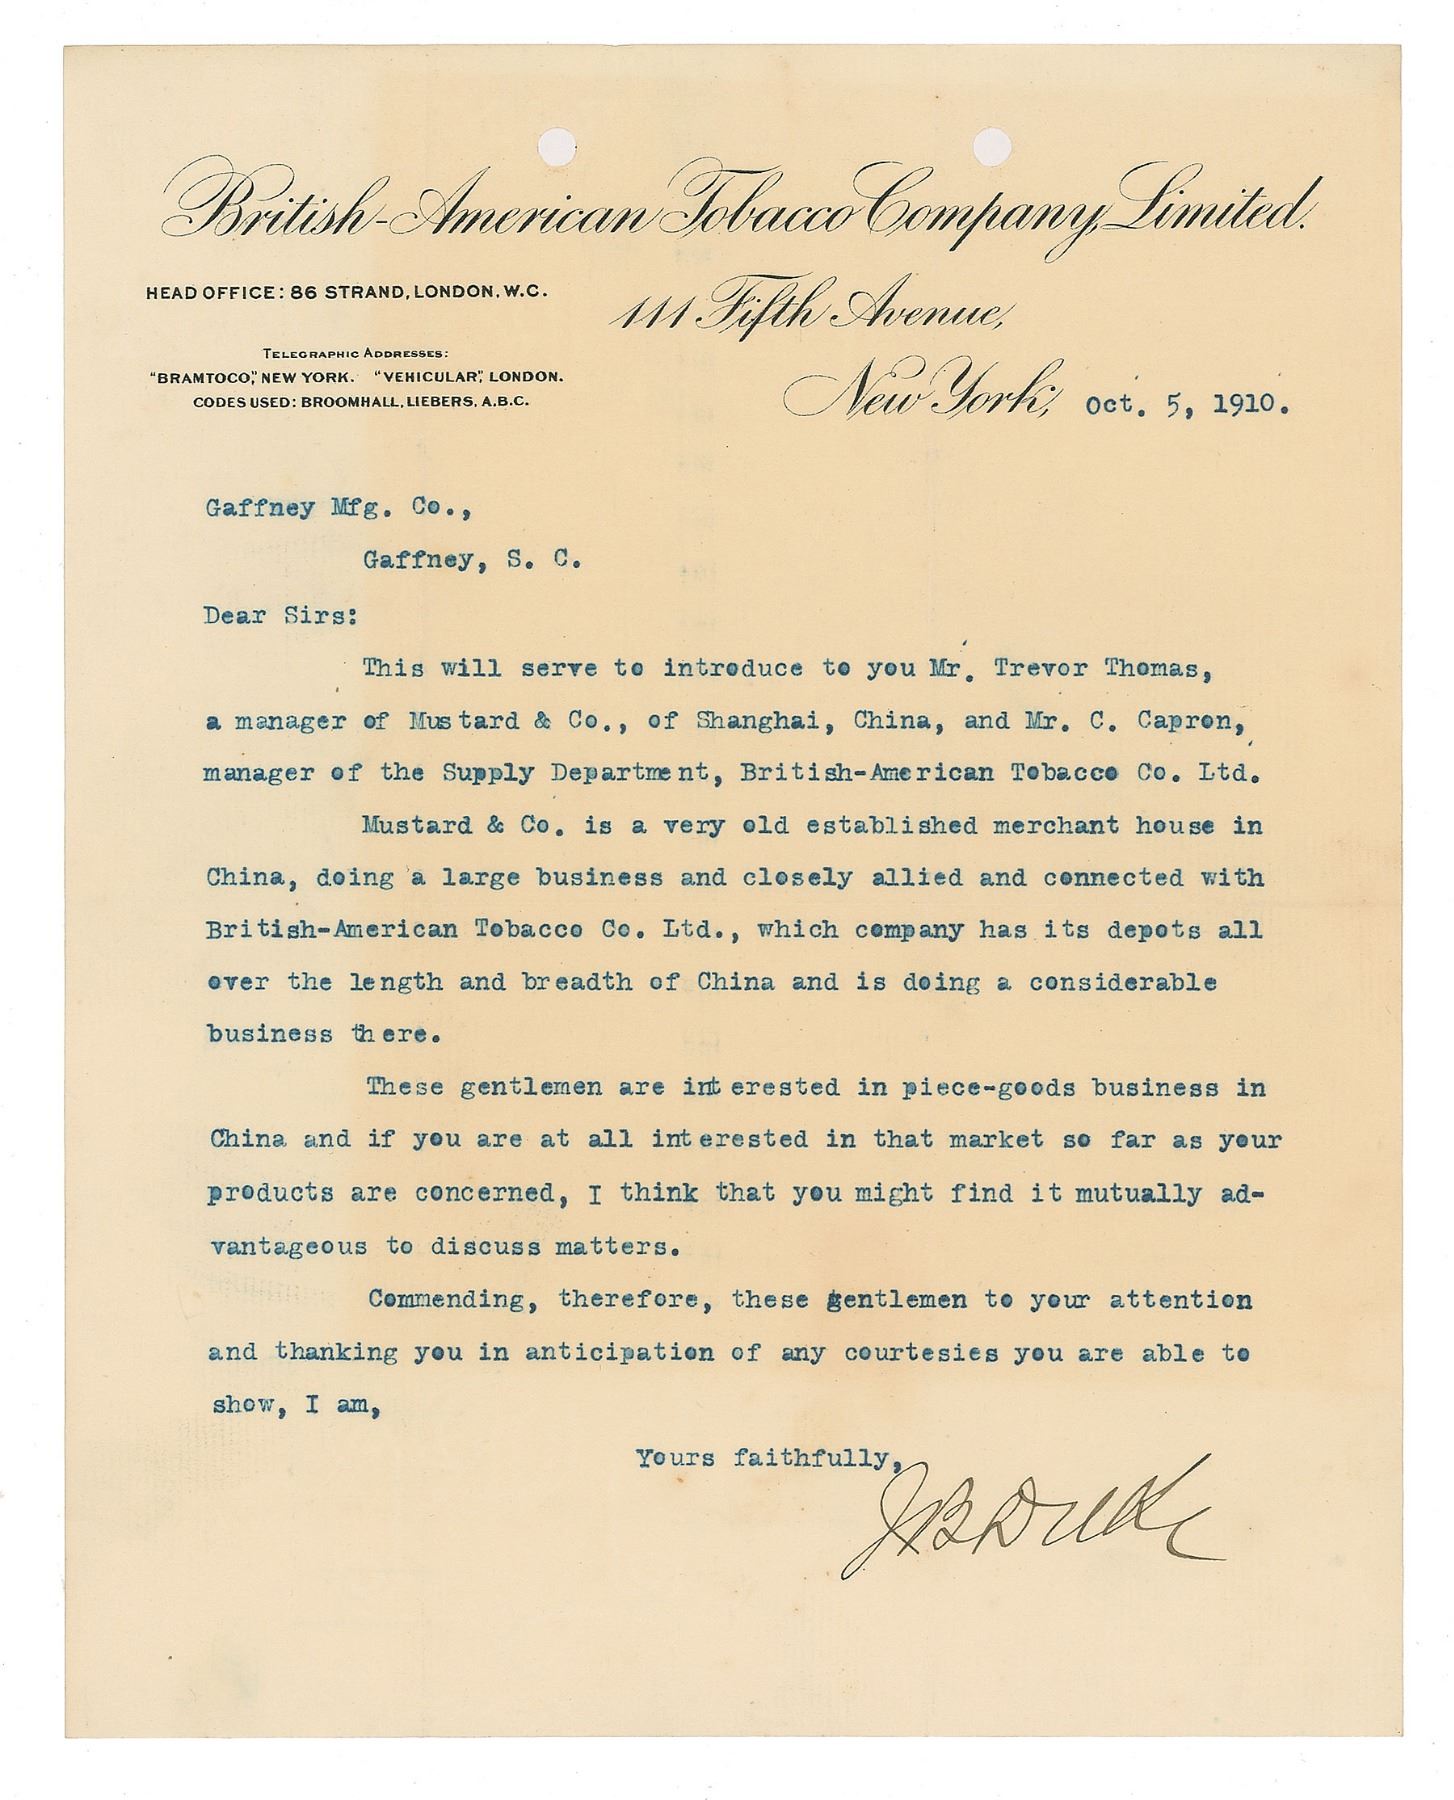 British-American Tobacco Company, Limited.
HEAD OFFICE: 86 STRAND, LONDON, W.C.
111 Fifth Avenue,
TELEGRAPHIC ADDRESSES:
"BRAMTOCO," NEW YORK. "VEHICULAR," LONDON.
CODES USED: BROOMHALL, LIEBERS, A.B.C.
New York, Oct. 5, 1910.
Gaffney Mfg. Co.,
Gaffney, S. C.
Dear Sirs:
This will serve to introduce to you Mr. Trevor Thomas,
a manager of Mustard & Co., of Shanghai, China, and Mr. C. Capron,
manager of the Supply Department, British-American Tobacco Co. Ltd.
Mustard & Co. is a very old established merchant house in
China, doing a large business and closely allied and connected with
British-American Tobacco Co. Ltd., which company has its depots all
over the length and breadth of China and is doing a considerable
business there.
These gentlemen are interested in piece-goods business in
China and if you are at all interested in that market so far as your
products are concerned, I think that you might find it mutually ad-
vantageous to discuss matters.
Commending, therefore, these gentlemen to your attention
and thanking you in anticipation of any courtesies you are able to
show, I am,
Yours faithfully,
J B Duke